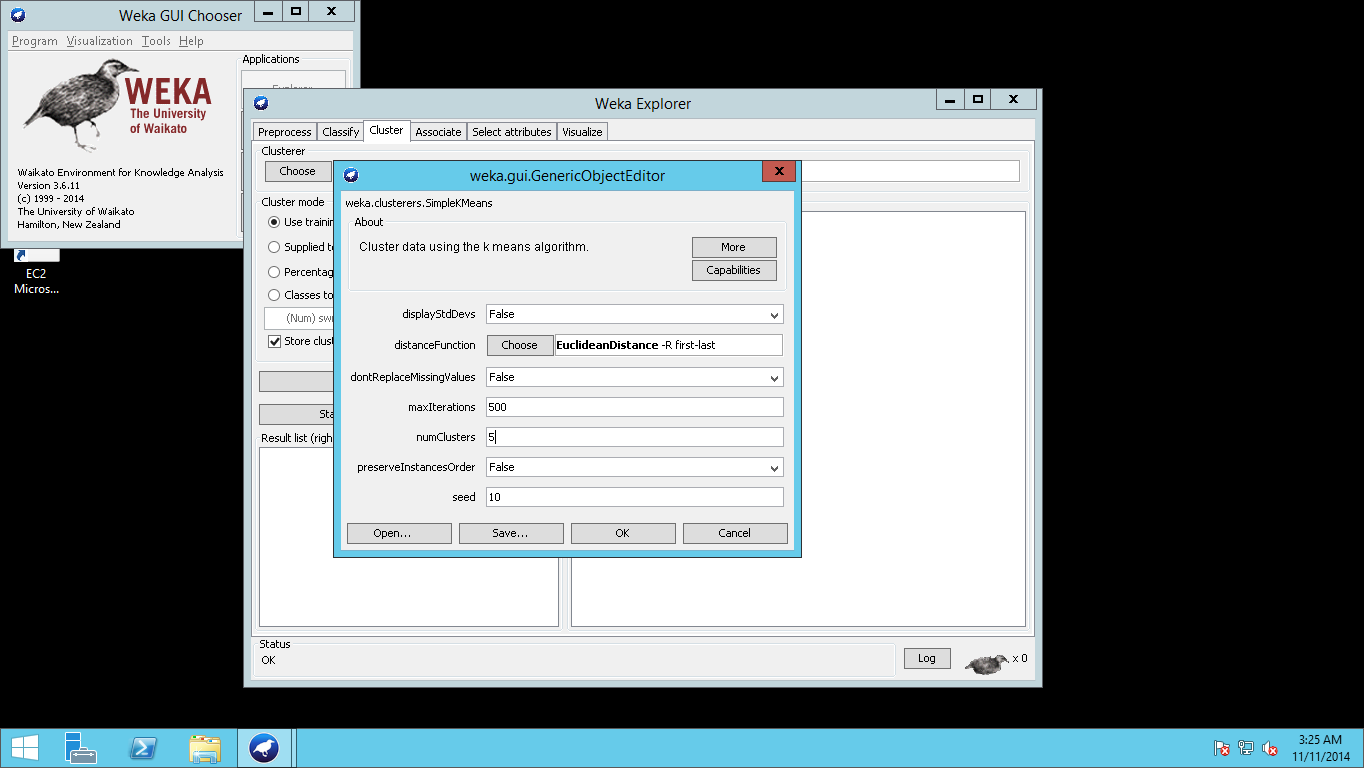 Weka GUI Chooser
Program Visualization Tools Help
Applications
Explorer
WEKA
The University
of Waikato
Waikato Environment for Knowledge Analysis
Version 3.6.11
(c) 1999 - 2014
The University of Waikato
Hamilton, New Zealand
EC2
Micros...
Weka Explorer
Preprocess Classify Cluster Associate Select attributes Visualize
Clusterer
Choose
Cluster mode
Use trainin
Supplied te
Percentag
Classes to
(Num) sw
Store clust
Sta
Result list (righ
Status
OK
Log
x 0
weka.gui.GenericObjectEditor
weka.clusterers.SimpleKMeans
About
Cluster data using the k means algorithm.
More
Capabilities
displayStdDevs False
distanceFunction Choose EuclideanDistance -R first-last
dontReplaceMissingValues False
maxIterations 500
numClusters 5
preserveInstancesOrder False
seed 10
Open... Save... OK Cancel
3:25 AM
11/11/2014